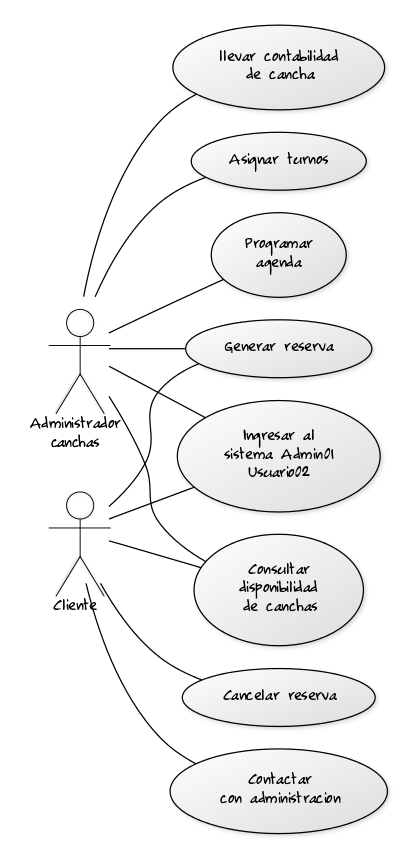 llevar contabilidad
de cancha
Asignar turnos
Programar
agenda
Generar reserva
Administrador
canchas
Ingresar al
sistema Admin01
Usuario02
Consultar
disponibilidad
de canchas
Cliente
Cancelar reserva
Contactar
con administracion